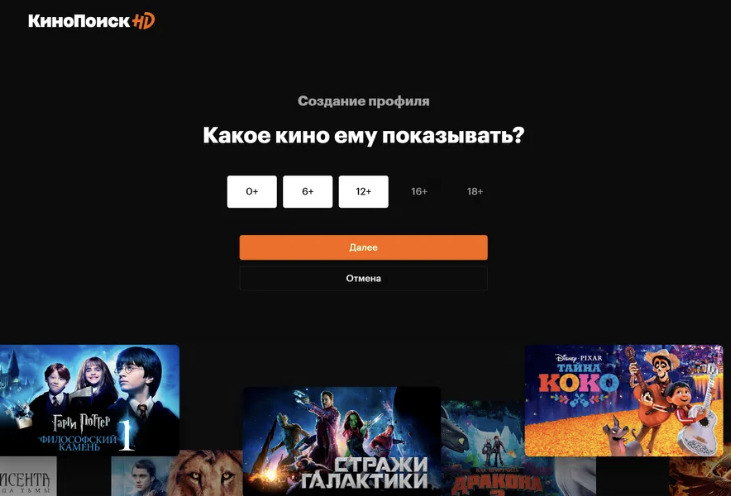 КиноПоиск HD
Создание профиля
Какое кино ему показывать?
0+ 6+ 12+ 16+ 18+
Далее
Отмена
Гарри Поттер
ФИЛОСОФСКИЙ
КАМЕНЬ 1
СТРАЖИ
ГАЛАКТИКИ
Disney · PIXAR
ТАЙНА
КОКО
ДРАКОНА